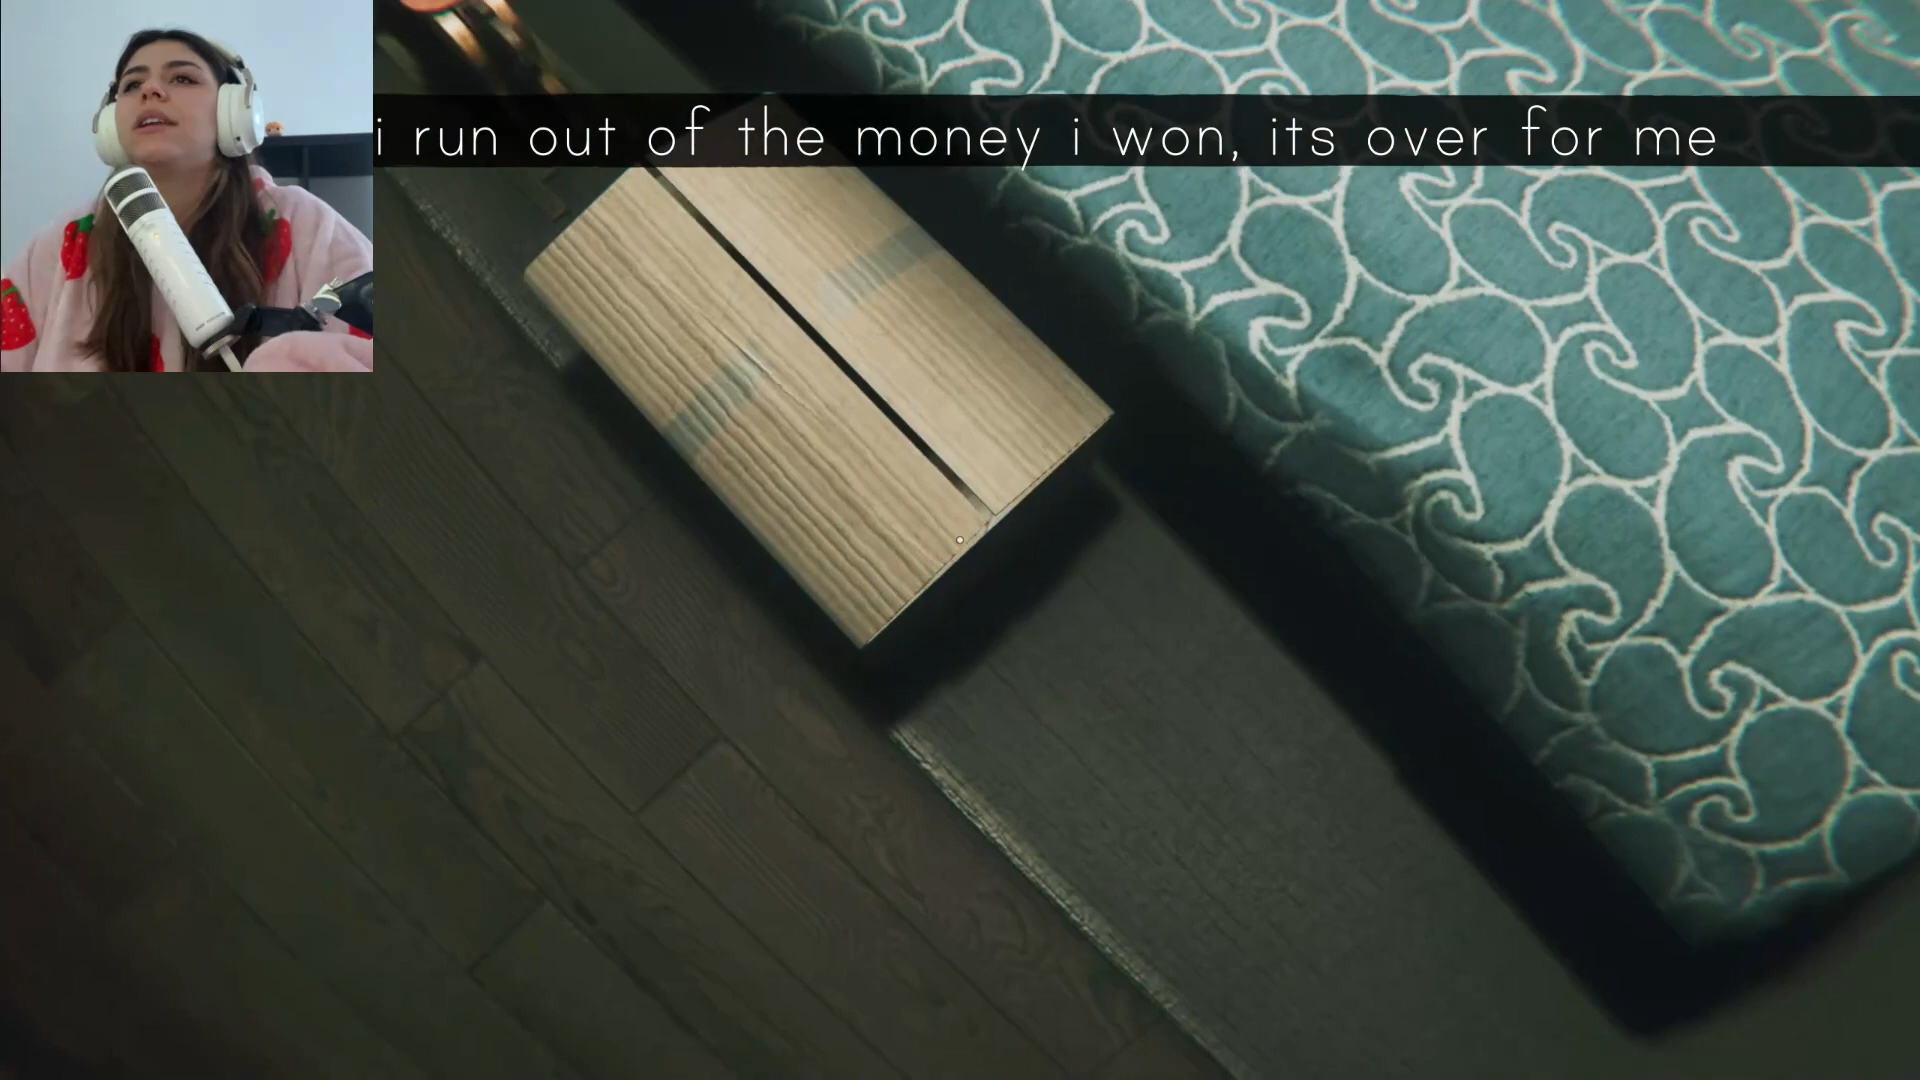 i run out of the money i won, its over for me